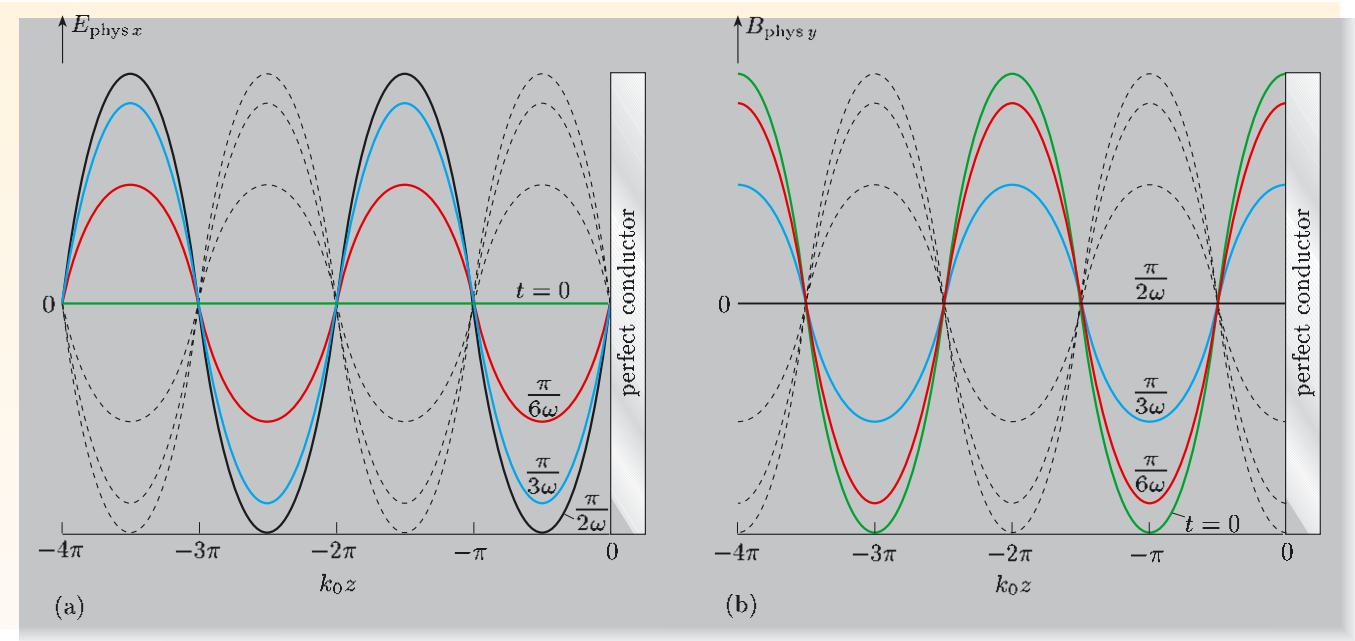 E_phys x
0
t = 0
π/6ω
π/3ω
π/2ω
perfect conductor
−4π −3π −2π −π 0
k₀z
(a)
B_phys y
0
π/2ω
π/3ω
π/6ω
t = 0
perfect conductor
−4π −3π −2π −π 0
k₀z
(b)